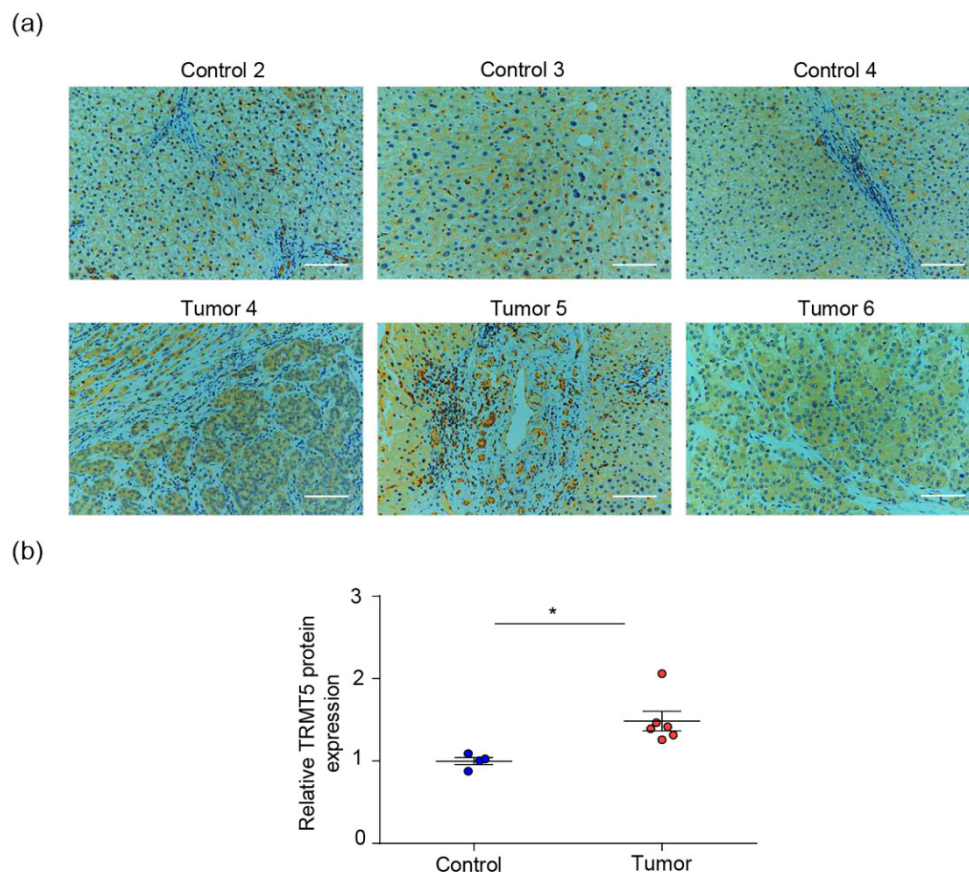 (a)
Control 2
Control 3
Control 4
Tumor 4
Tumor 5
Tumor 6
(b)
Relative TRMT5 protein
expression
3
2
1
0
*
Control
Tumor